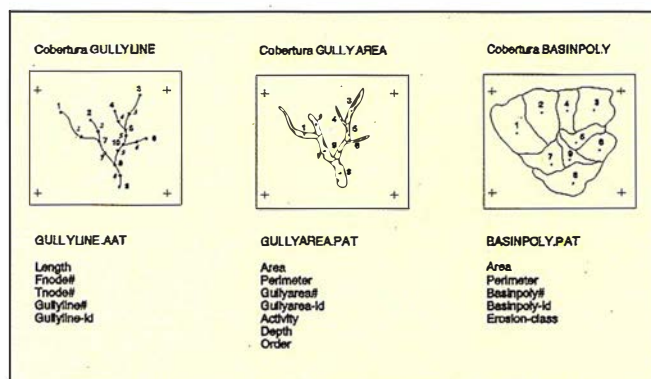 Cobertura GULLYLINE
Cobertura GULLYAREA
Cobertura BASINPOLY
GULLYLINE.AAT
Length
Fnode#
Tnode#
Gullyline#
Gullyline-id
GULLYAREA.PAT
Area
Perimeter
Gullyarea#
Gullyarea-id
Activity
Depth
Order
BASINPOLY.PAT
Area
Perimeter
Basinpoly#
Basinpoly-id
Erosion-class